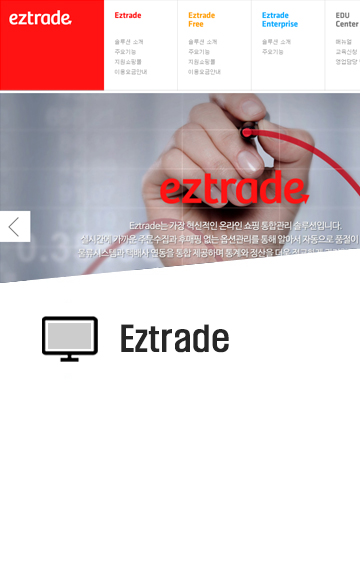 eztrade
Eztrade
솔루션 소개
주요기능
지원쇼핑몰
이용요금안내
Eztrade
Free
솔루션 소개
주요기능
지원쇼핑몰
이용요금안내
Eztrade
Enterprise
솔루션 소개
주요기능
EDU
Center
매뉴얼
교육신청
eztrade
Eztrade는 가장 혁신적인 온라인 쇼핑 통합관리 솔루션입니다.
실시간에 가까운 주문수집과 후매핑 없는 옵션관리를 통해 알아서 자동으로 품절이
물류시스템과 택배사 연동을 통합 제공하며 통계와 정산을 더욱
Eztrade